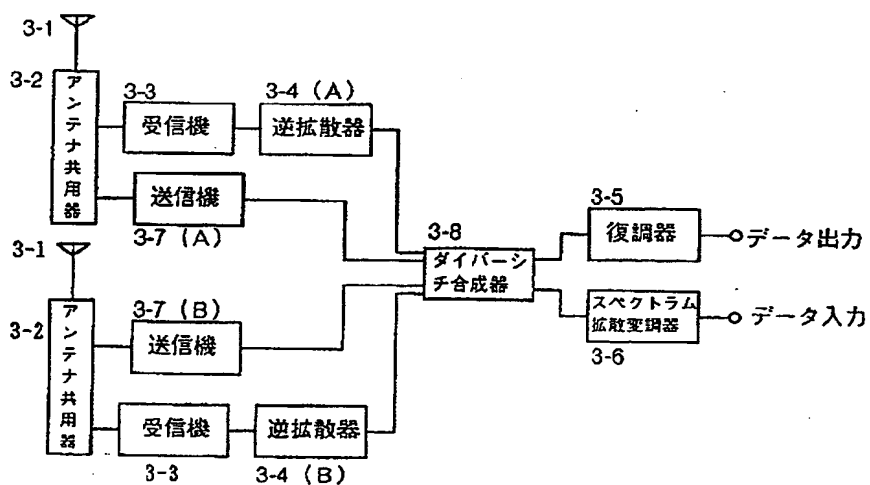 3-1
3-2
アンテナ共用器
3-3
受信機
3-4 (A)
逆拡散器
送信機
3-7 (A)
3-1
3-2
アンテナ共用器
3-7 (B)
送信機
受信機
3-3
逆拡散器
3-4 (B)
3-8
ダイバーシ
チ合成器
3-5
復調器
データ出力
スペクトラム
拡散変調器
3-6
データ入力